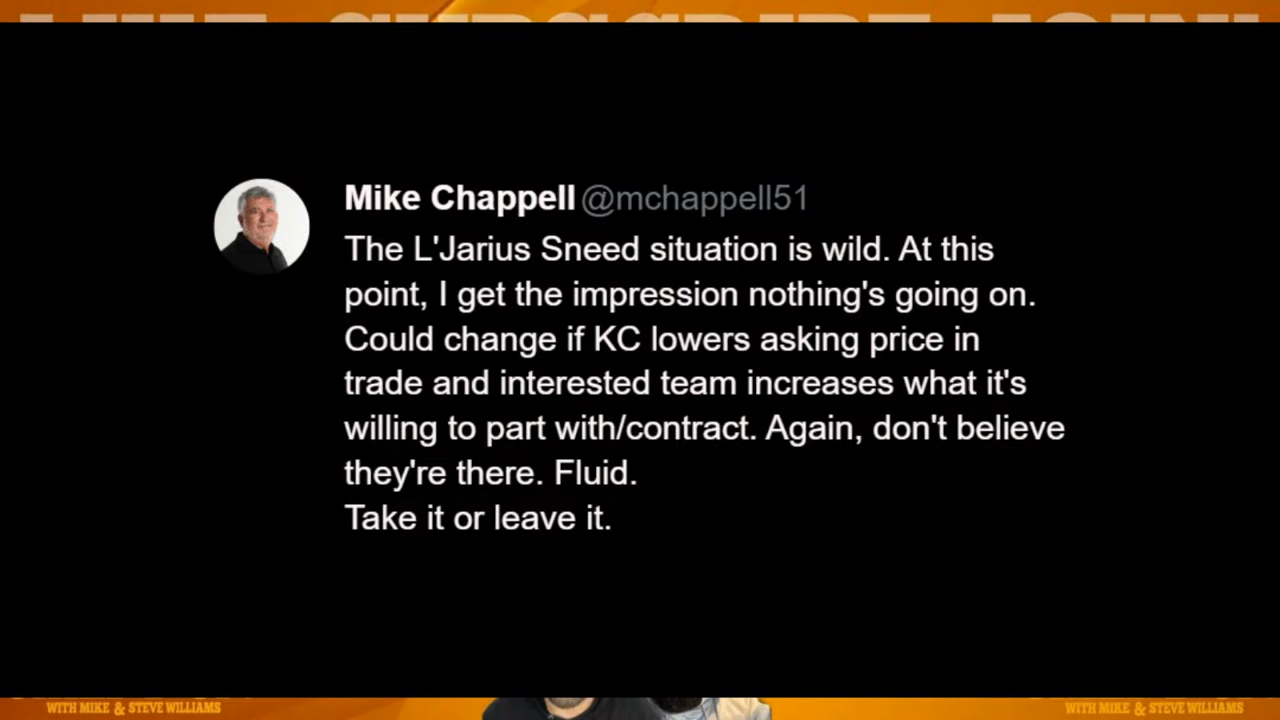 LIKE SUBSCRIBE JOIN!
Mike Chappell @mchappell51
The L'Jarius Sneed situation is wild. At this
point, I get the impression nothing's going on.
Could change if KC lowers asking price in
trade and interested team increases what it's
willing to part with/contract. Again, don't believe
they're there. Fluid.
Take it or leave it.
WITH MIKE & STEVE WILLIAMS
WITH MIKE & STEVE WILLIAMS